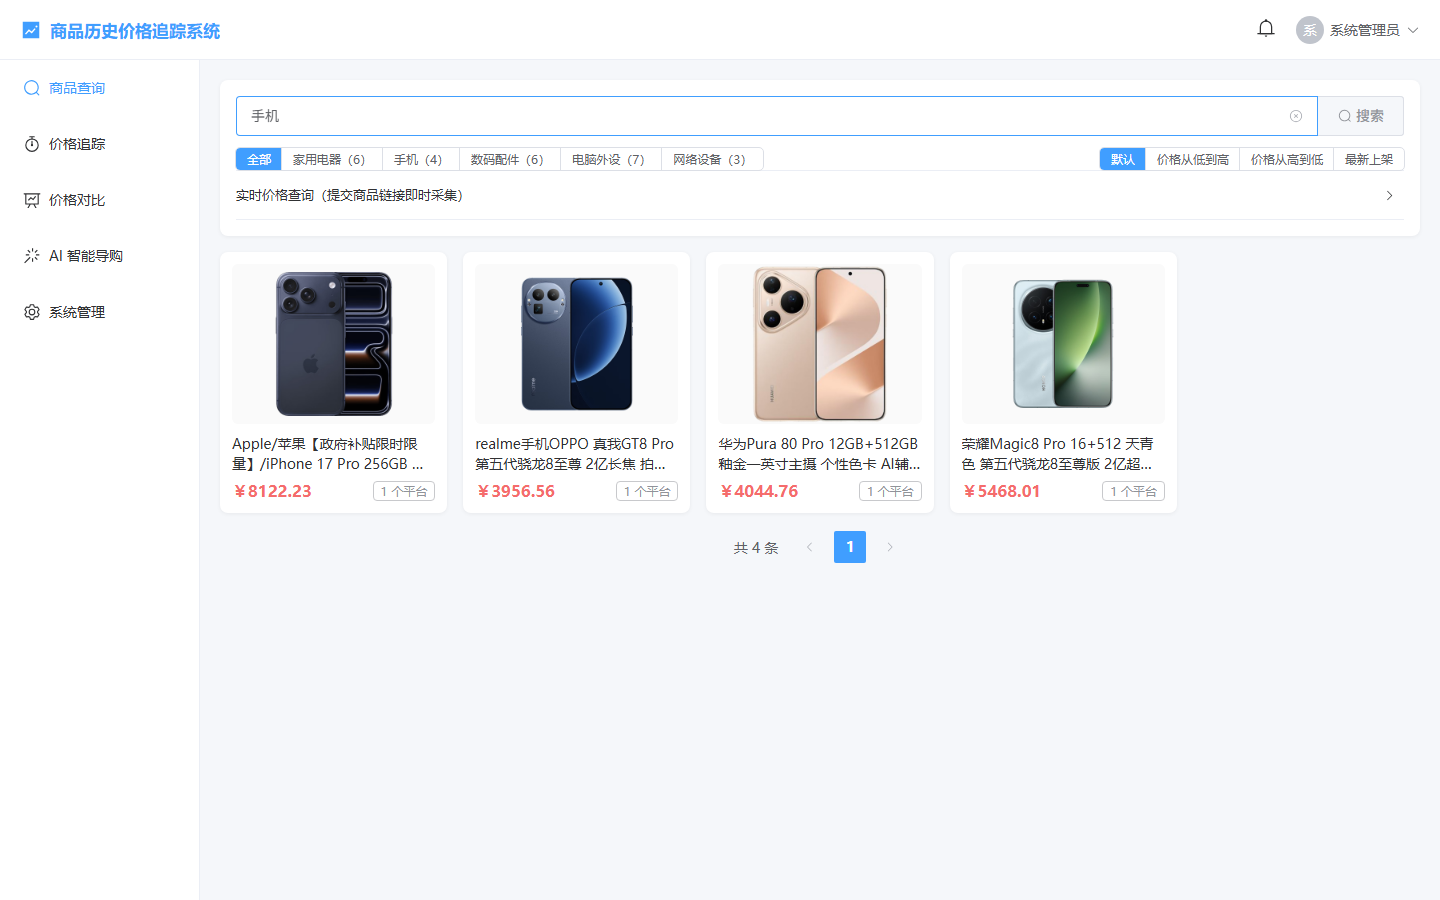 商品历史价格追踪系统
系 系统管理员
商品查询
价格追踪
价格对比
AI 智能导购
系统管理
手机
搜索
全部 家用电器（6） 手机（4） 数码配件（6） 电脑外设（7） 网络设备（3）
默认 价格从低到高 价格从高到低 最新上架
实时价格查询（提交商品链接即时采集）
Apple/苹果【政府补贴限时限
量】/iPhone 17 Pro 256GB ...
￥8122.23 1 个平台
realme手机OPPO 真我GT8 Pro
第五代骁龙8至尊 2亿长焦 拍...
￥3956.56 1 个平台
华为Pura 80 Pro 12GB+512GB
釉金一英寸主摄 个性色卡 AI辅...
￥4044.76 1 个平台
荣耀Magic8 Pro 16+512 天青
色 第五代骁龙8至尊版 2亿超...
￥5468.01 1 个平台
共 4 条 1